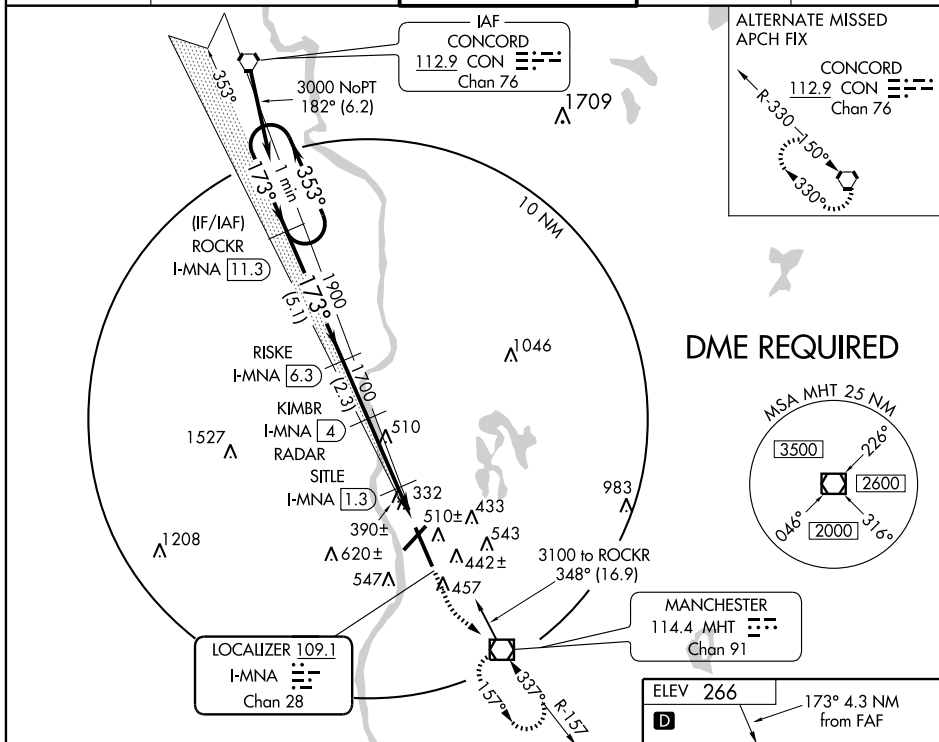 IAF
CONCORD
112.9 CON
Chan 76
353°
3000 NoPT
182° (6.2)
1709
ALTERNATE MISSED
APCH FIX
CONCORD
112.9 CON
Chan 76
R-330
150°
330°
173°
1 min
353°
10 NM
(IF/IAF)
ROCKR
I-MNA 11.3
1900
173°
(5.1)
1046
DME REQUIRED
RISKE
I-MNA 6.3
1700
(2.3)
KIMBR
I-MNA 4
RADAR
510
1527
SITLE
I-MNA 1.3
332
390±
510±
433
543
442±
983
1208
620±
547
457
MSA MHT 25 NM
3500
226°
2600
046°
2000
316°
3100 to ROCKR
348° (16.9)
MANCHESTER
114.4 MHT
Chan 91
LOCALIZER 109.1
I-MNA
Chan 28
157°
337°
R-157
ELEV 266
D
173° 4.3 NM
from FAF